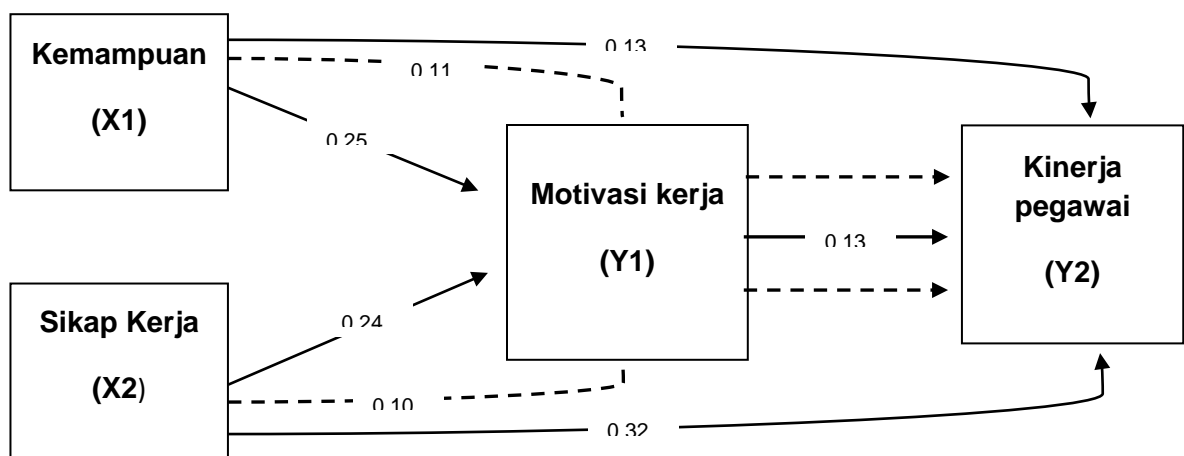 Kemampuan
(X1)
0.13
0.11
0.25
Motivasi kerja
(Y1)
0.13
Kinerja
pegawai
(Y2)
Sikap Kerja
(X2)
0.24
0.10
0.32